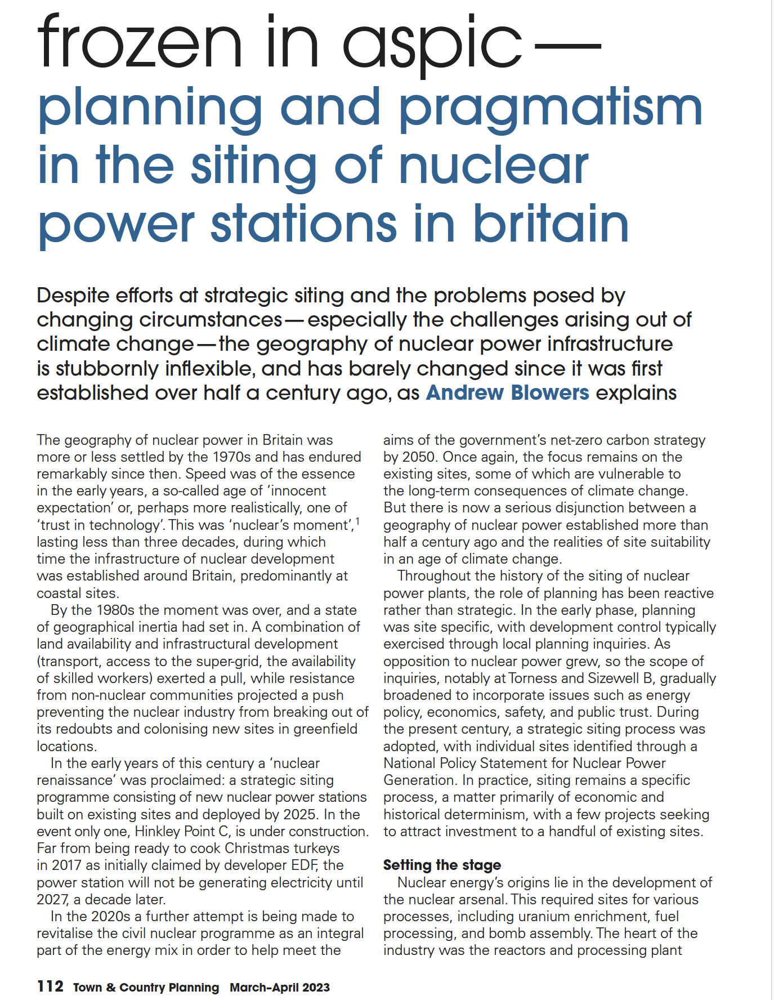 frozen in aspic—
planning and pragmatism
in the siting of nuclear
power stations in britain
Despite efforts at strategic siting and the problems posed by
changing circumstances—especially the challenges arising out of
climate change—the geography of nuclear power infrastructure
is stubbornly inflexible, and has barely changed since it was first
established over half a century ago, as Andrew Blowers explains
The geography of nuclear power in Britain was
more or less settled by the 1970s and has endured
remarkably since then. Speed was of the essence
in the early years, a so-called age of ‘innocent
expectation’ or, perhaps more realistically, one of
‘trust in technology’. This was ‘nuclear’s moment’,1
lasting less than three decades, during which
time the infrastructure of nuclear development
was established around Britain, predominantly at
coastal sites.
By the 1980s the moment was over, and a state
of geographical inertia had set in. A combination of
land availability and infrastructural development
(transport, access to the super-grid, the availability
of skilled workers) exerted a pull, while resistance
from non-nuclear communities projected a push
preventing the nuclear industry from breaking out of
its redoubts and colonising new sites in greenfield
locations.
In the early years of this century a ‘nuclear
renaissance’ was proclaimed: a strategic siting
programme consisting of new nuclear power stations
built on existing sites and deployed by 2025. In the
event only one, Hinkley Point C, is under construction.
Far from being ready to cook Christmas turkeys
in 2017 as initially claimed by developer EDF, the
power station will not be generating electricity until
2027, a decade later.
In the 2020s a further attempt is being made to
revitalise the civil nuclear programme as an integral
part of the energy mix in order to help meet the
aims of the government’s net-zero carbon strategy
by 2050. Once again, the focus remains on the
existing sites, some of which are vulnerable to
the long-term consequences of climate change.
But there is now a serious disjunction between a
geography of nuclear power established more than
half a century ago and the realities of site suitability
in an age of climate change.
Throughout the history of the siting of nuclear
power plants, the role of planning has been reactive
rather than strategic. In the early phase, planning
was site specific, with development control typically
exercised through local planning inquiries. As
opposition to nuclear power grew, so the scope of
inquiries, notably at Torness and Sizewell B, gradually
broadened to incorporate issues such as energy
policy, economics, safety, and public trust. During
the present century, a strategic siting process was
adopted, with individual sites identified through a
National Policy Statement for Nuclear Power
Generation. In practice, siting remains a specific
process, a matter primarily of economic and
historical determinism, with a few projects seeking
to attract investment to a handful of existing sites.
Setting the stage
Nuclear energy’s origins lie in the development of
the nuclear arsenal. This required sites for various
processes, including uranium enrichment, fuel
processing, and bomb assembly. The heart of the
industry was the reactors and processing plant
112 Town & Country Planning March–April 2023